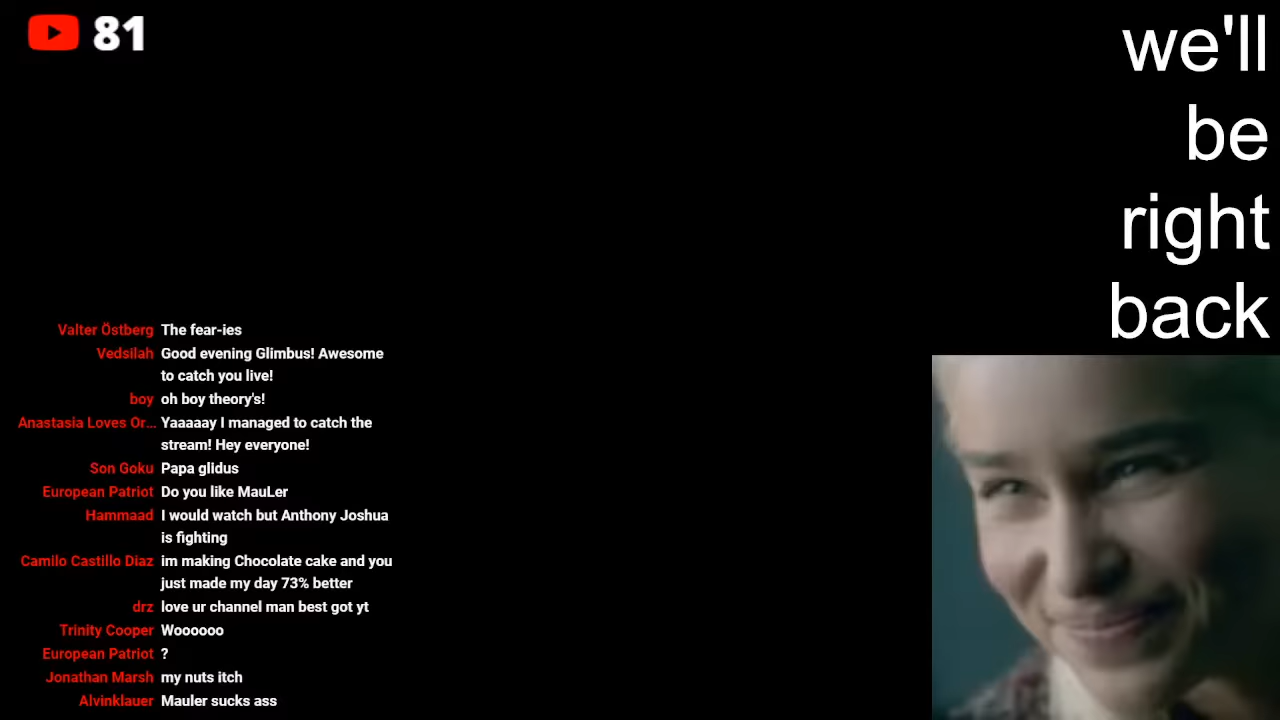 81
we'll
be
right
back
Valter Östberg The fear-ies
Vedsilah Good evening Glimbus! Awesome
to catch you live!
boy oh boy theory's!
Anastasia Loves Or... Yaaaaay I managed to catch the
stream! Hey everyone!
Son Goku Papa glidus
European Patriot Do you like MauLer
Hammaad I would watch but Anthony Joshua
is fighting
Camilo Castillo Diaz im making Chocolate cake and you
just made my day 73% better
drz love ur channel man best got yt
Trinity Cooper Woooooo
European Patriot ?
Jonathan Marsh my nuts itch
Alvinklauer Mauler sucks ass